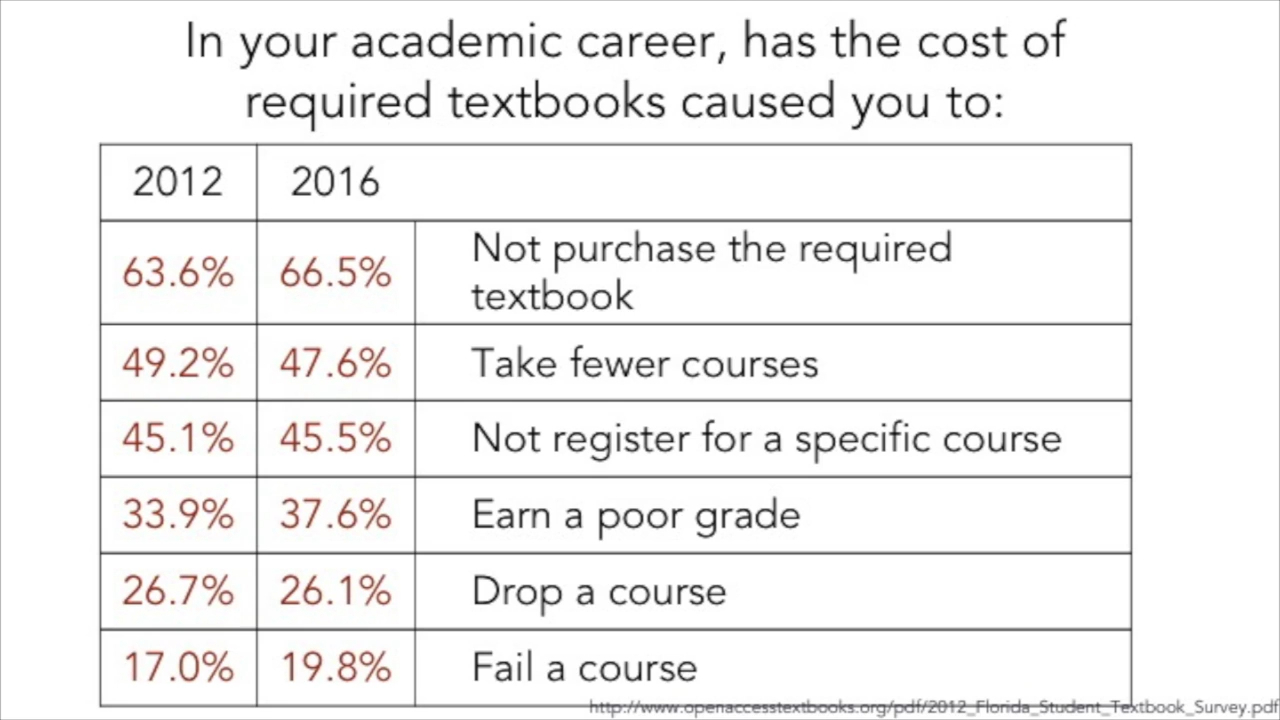 In your academic career, has the cost of
required textbooks caused you to:
2012 2016
63.6% 66.5% Not purchase the required
textbook
49.2% 47.6% Take fewer courses
45.1% 45.5% Not register for a specific course
33.9% 37.6% Earn a poor grade
26.7% 26.1% Drop a course
17.0% 19.8% Fail a course
http://www.openaccesstextbooks.org/pdf/2012_Florida_Student_Textbook_Survey.pdf